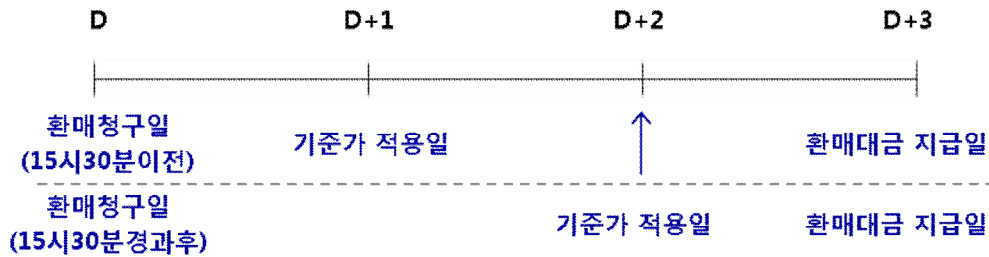 D D+1 D+2 D+3
환매청구일
(15시30분이전)
기준가 적용일
환매대금 지급일
환매청구일
(15시30분경과후)
기준가 적용일
환매대금 지급일